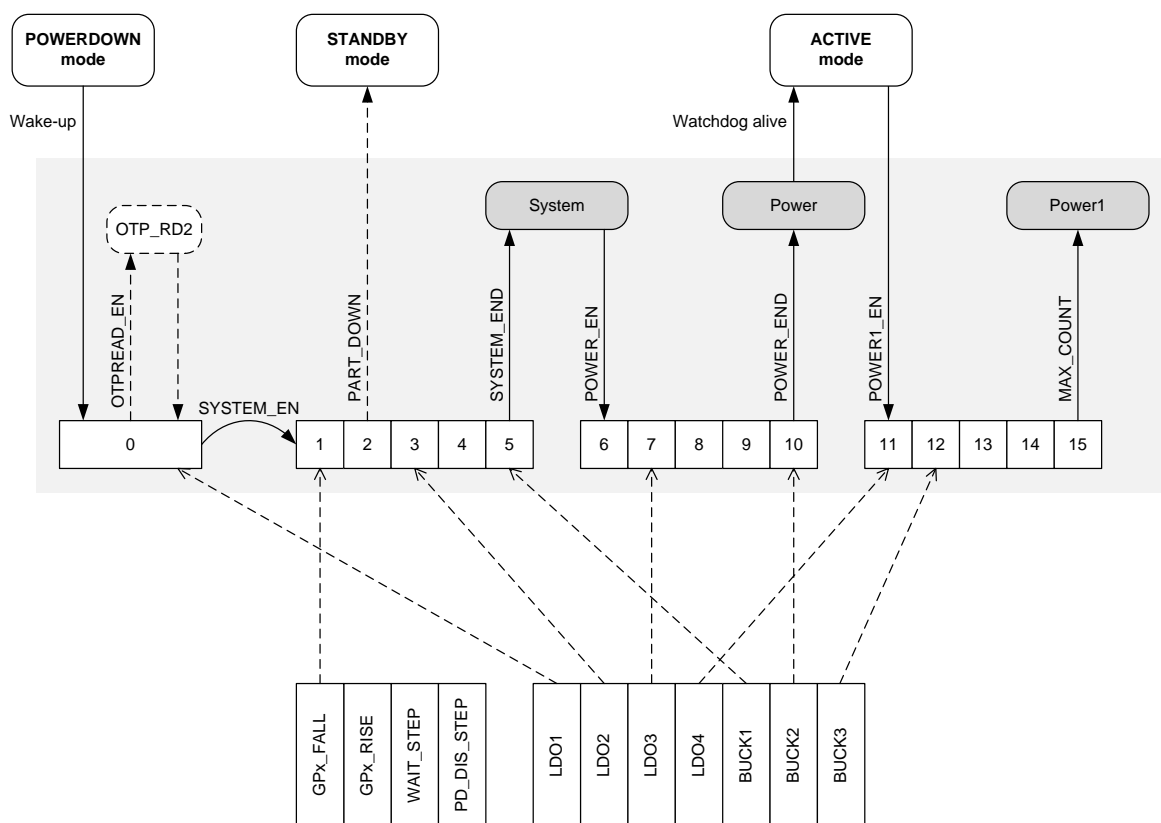 POWERDOWN
mode
STANDBY
mode
ACTIVE
mode
Wake-up
Watchdog alive
System
Power
Power1
OTP_RD2
OTPREAD_EN
PART_DOWN
SYSTEM_END
POWER_EN
POWER_END
POWER1_EN
MAX_COUNT
SYSTEM_EN
0
1
2
3
4
5
6
7
8
9
10
11
12
13
14
15
GPx_FALL
GPx_RISE
WAIT_STEP
PD_DIS_STEP
LDO1
LDO2
LDO3
LDO4
BUCK1
BUCK2
BUCK3